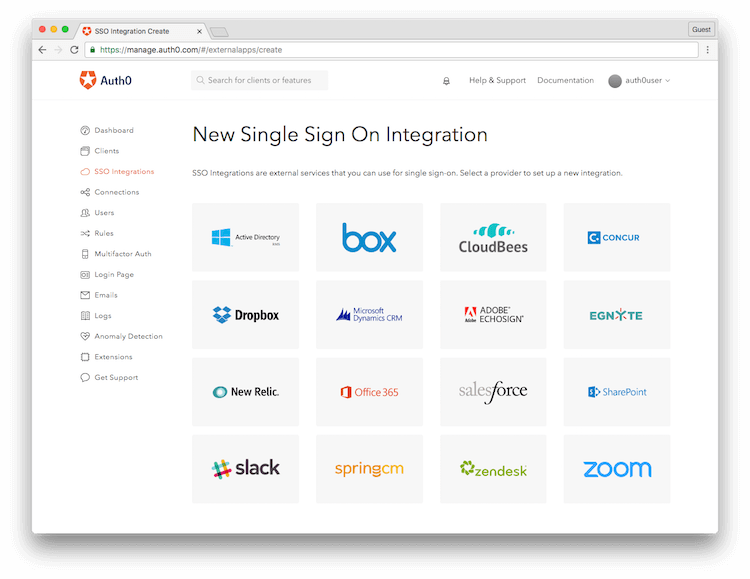 SSO Integration Create
Guest
https://manage.auth0.com/#/externalapps/create
Auth0
Search for clients or features
Help & Support
Documentation
auth0user
Dashboard
Clients
SSO Integrations
Connections
Users
Rules
Multifactor Auth
Login Page
Emails
Logs
Anomaly Detection
Extensions
Get Support
New Single Sign On Integration
SSO Integrations are external services that you can use for single sign-on. Select a provider to set up a new integration.
Active Directory
box
CloudBees
CONCUR
Dropbox
Microsoft
Dynamics CRM
Adobe
ADOBE®
ECHOSIGN®
EGNYTE
New Relic.
Office 365
salesforce
SharePoint
slack
springcm
zendesk
zoom